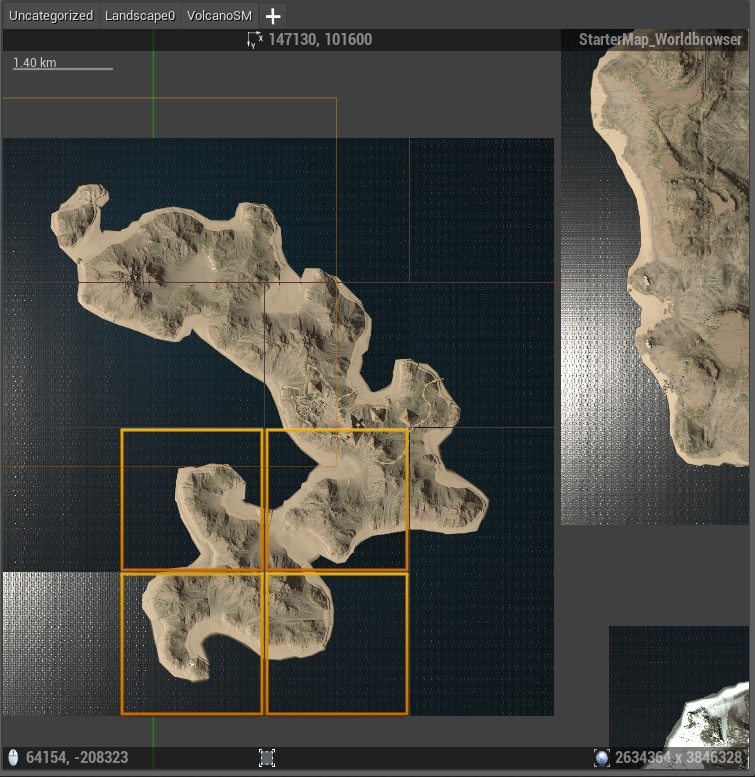 Uncategorized Landscape0 VolcanoSM +
X Y 147130, 101600 StarterMap_Worldbrowser
1.40 km
64154, -208323 2634364 x 3846328